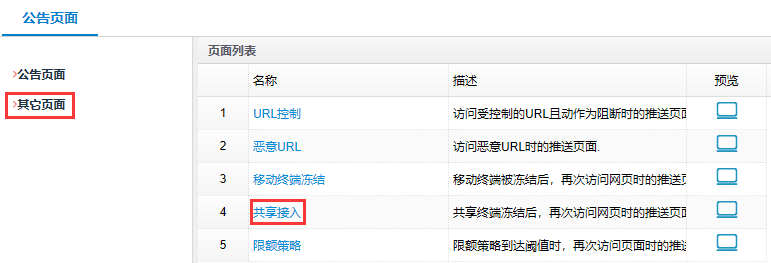 公告页面
>公告页面
>其它页面
页面列表
名称 描述 预览
1 URL控制 访问受控制的URL且动作为阻断时的推送页面
2 恶意URL 访问恶意URL时的推送页面.
3 移动终端冻结 移动终端被冻结后，再次访问网页时的推送页
4 共享接入 共享终端冻结后，再次访问网页时的推送页面
5 限额策略 限额策略到达阈值时，再次访问页面时的推送